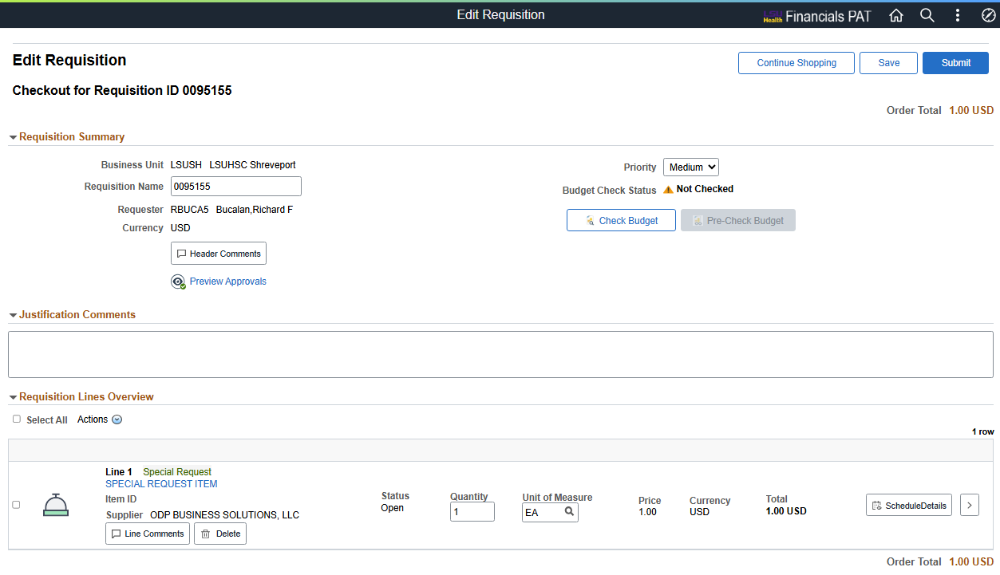 Edit Requisition
LSU Health Financials PAT
Edit Requisition
Continue Shopping
Save
Submit
Checkout for Requisition ID 0095155
Order Total 1.00 USD
Requisition Summary
Business Unit LSUSH LSUHSC Shreveport
Priority Medium
Requisition Name 0095155
Budget Check Status Not Checked
Requester RBUCA5 Bucalan,Richard F
Check Budget
Pre-Check Budget
Currency USD
Header Comments
Preview Approvals
Justification Comments
Requisition Lines Overview
Select All Actions
1 row
Line 1 Special Request
SPECIAL REQUEST ITEM
Item ID
Supplier ODP BUSINESS SOLUTIONS, LLC
Line Comments
Delete
Status
Open
Quantity
1
Unit of Measure
EA
Price
1.00
Currency
USD
Total
1.00 USD
ScheduleDetails
Order Total 1.00 USD